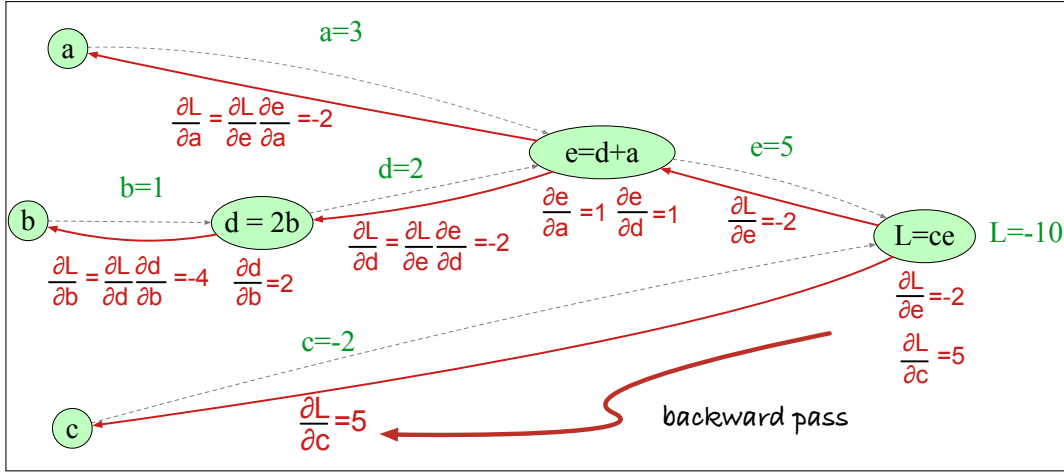 a=3
a
∂L/∂a = ∂L/∂e ∂e/∂a =-2
e=d+a
e=5
d=2
b=1
b
d = 2b
∂e/∂a =1 ∂e/∂d =1
∂L/∂e =-2
L=ce
L=-10
∂L/∂d = ∂L/∂e ∂e/∂d =-2
∂L/∂b = ∂L/∂d ∂d/∂b =-4
∂d/∂b =2
∂L/∂e =-2
c=-2
∂L/∂c =5
c
∂L/∂c =5
backward pass